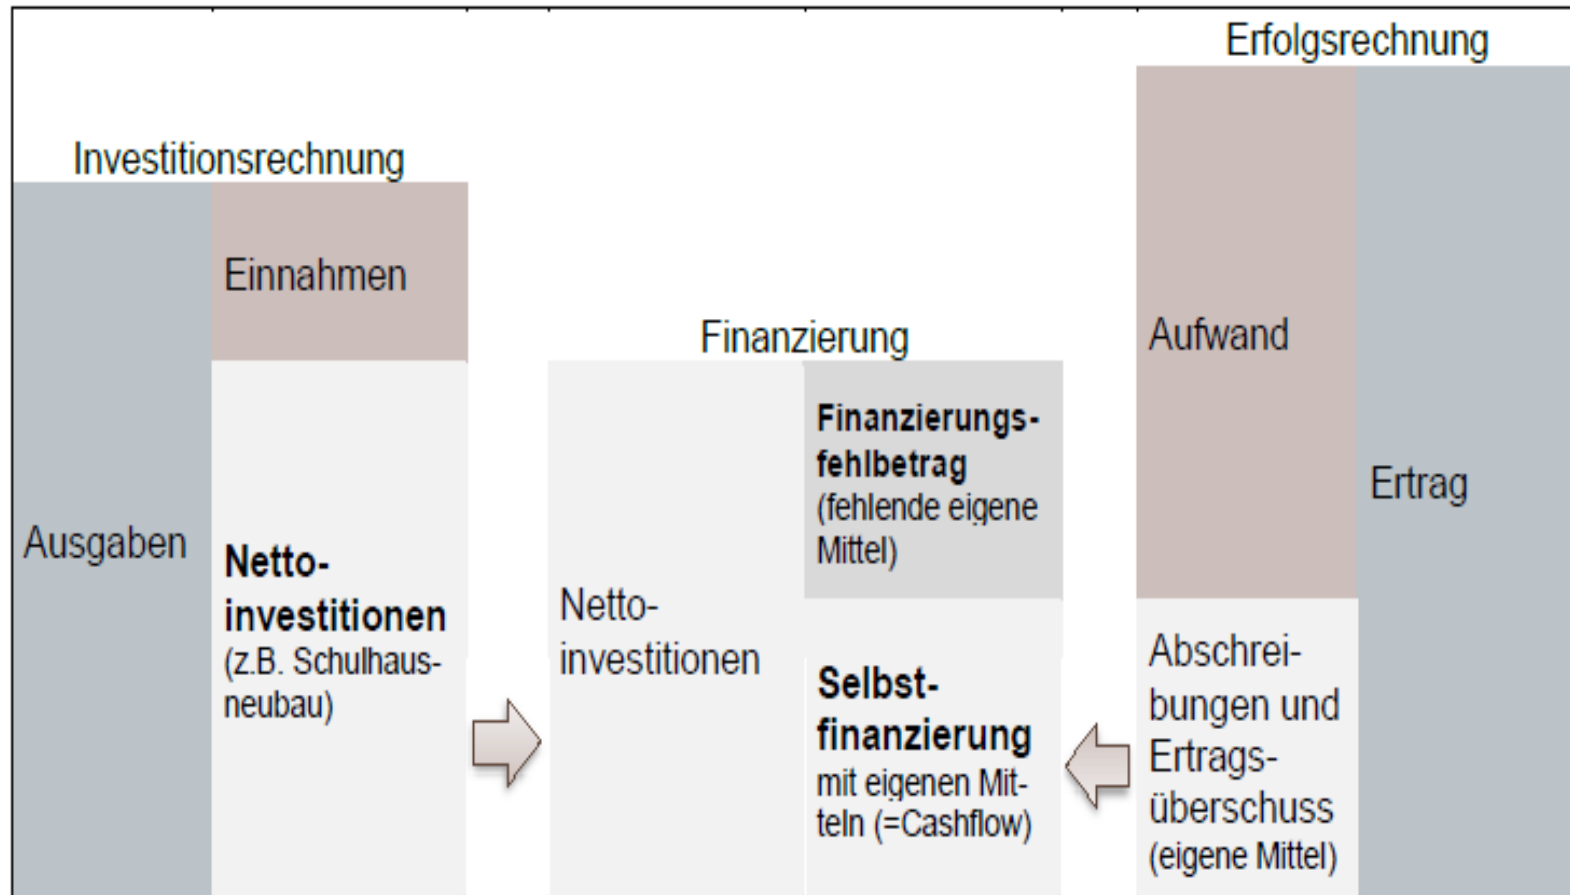 Erfolgsrechnung
Investitionsrechnung
Einnahmen
Finanzierung
Aufwand
Finanzierungs-
fehlbetrag
(fehlende eigene
Mittel)
Ertrag
Ausgaben
Netto-
investitionen
(z.B. Schulhaus-
neubau)
Netto-
investitionen
Selbst-
finanzierung
mit eigenen Mit-
teln (=Cashflow)
Abschrei-
bungen und
Ertrags-
überschuss
(eigene Mittel)